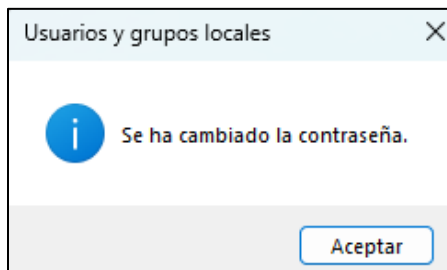 Usuarios y grupos locales
Se ha cambiado la contraseña.
Aceptar